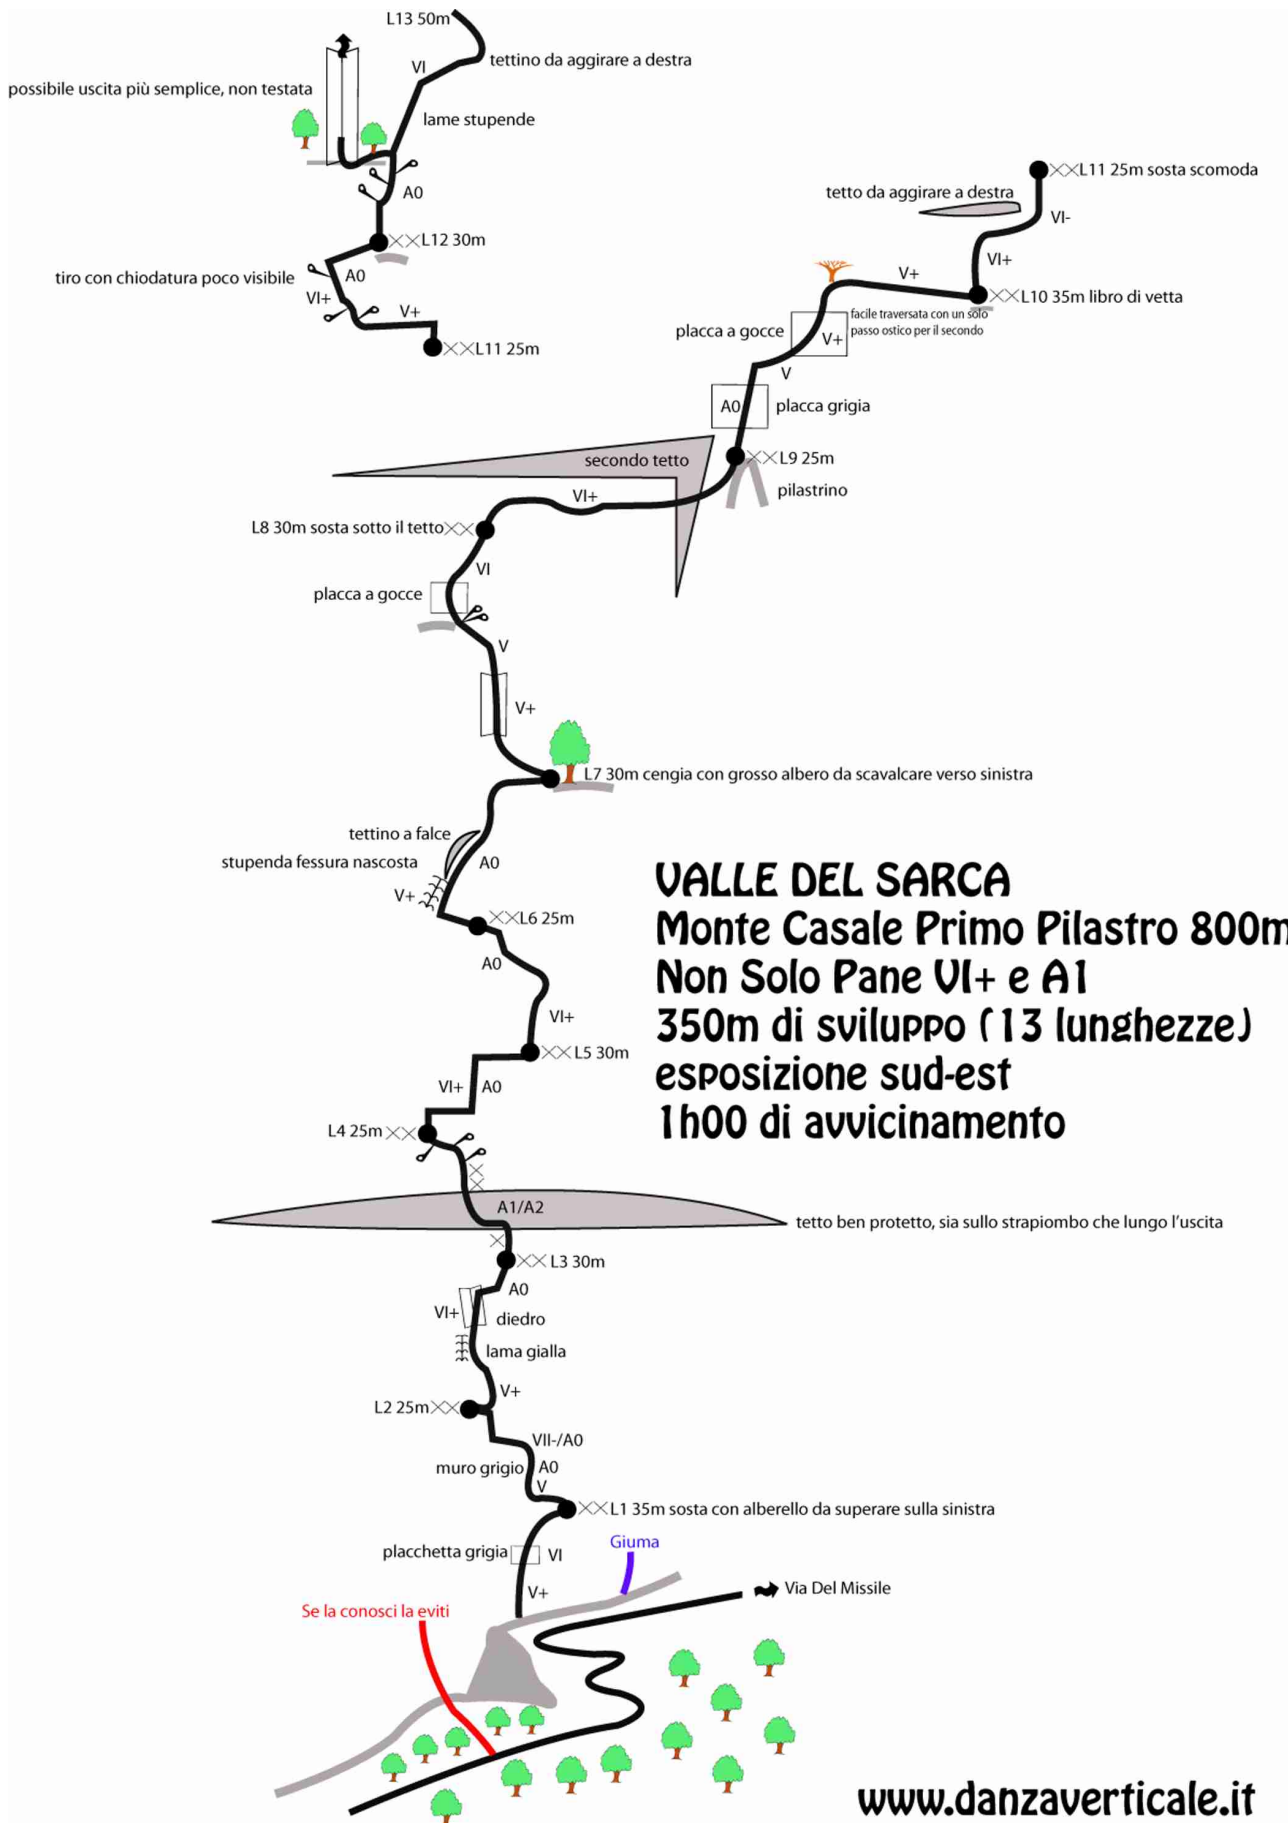 L13 50m
tettino da aggirare a destra
VI
possibile uscita più semplice, non testata
lame stupende
A0
L12 30m
tiro con chiodatura poco visibile
A0
VI+
V+
L11 25m
L11 25m sosta scomoda
tetto da aggirare a destra
VI-
VI+
V+
L10 35m libro di vetta
facile traversata con un solo
passo ostico per il secondo
placca a gocce
V+
V
A0
placca grigia
secondo tetto
L9 25m
pilastrino
VI+
L8 30m sosta sotto il tetto
VI
placca a gocce
V
V+
L7 30m cengia con grosso albero da scavalcare verso sinistra
tettino a falce
stupenda fessura nascosta
A0
V+
L6 25m
A0
VI+
L5 30m
VI+
A0
L4 25m
VALLE DEL SARCA
Monte Casale Primo Pilastro 800m
Non Solo Pane VI+ e A1
350m di sviluppo (13 lunghezze)
esposizione sud-est
1h00 di avvicinamento
A1/A2
tetto ben protetto, sia sullo strapiombo che lungo l'uscita
L3 30m
A0
VI+
diedro
lama gialla
V+
L2 25m
VII-/A0
muro grigio
A0
V
L1 35m sosta con alberello da superare sulla sinistra
placchetta grigia
VI
V+
Giuma
Via Del Missile
Se la conosci la eviti
www.danzaverticale.it